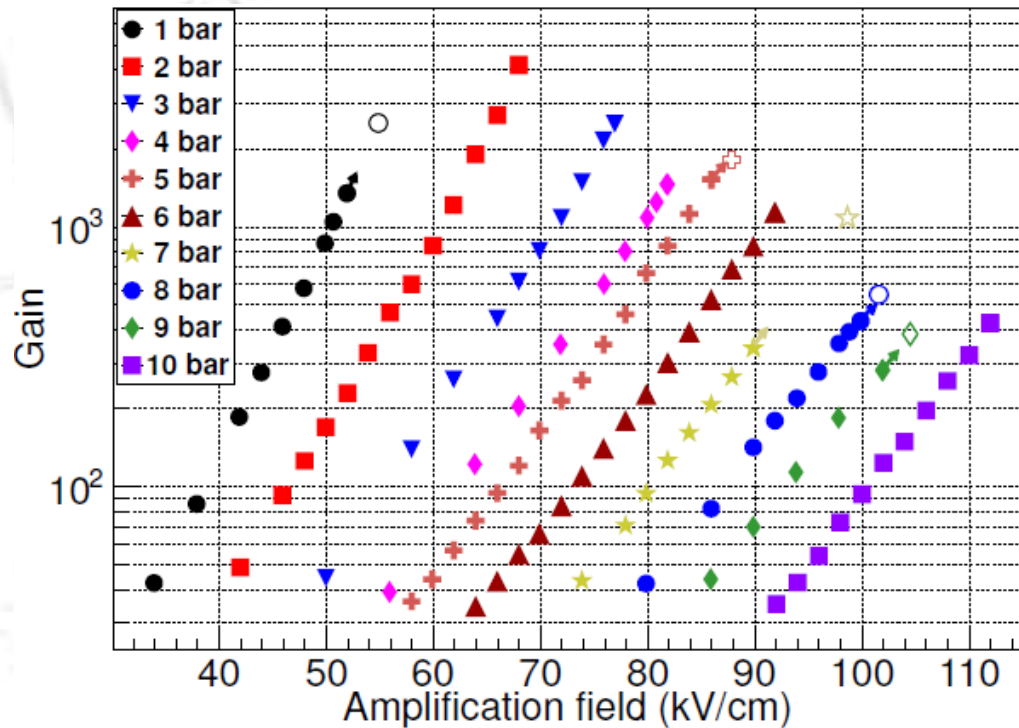 1 bar
2 bar
3 bar
4 bar
5 bar
6 bar
7 bar
8 bar
9 bar
10 bar
10³
10²
Gain
40 50 60 70 80 90 100 110
Amplification field (kV/cm)